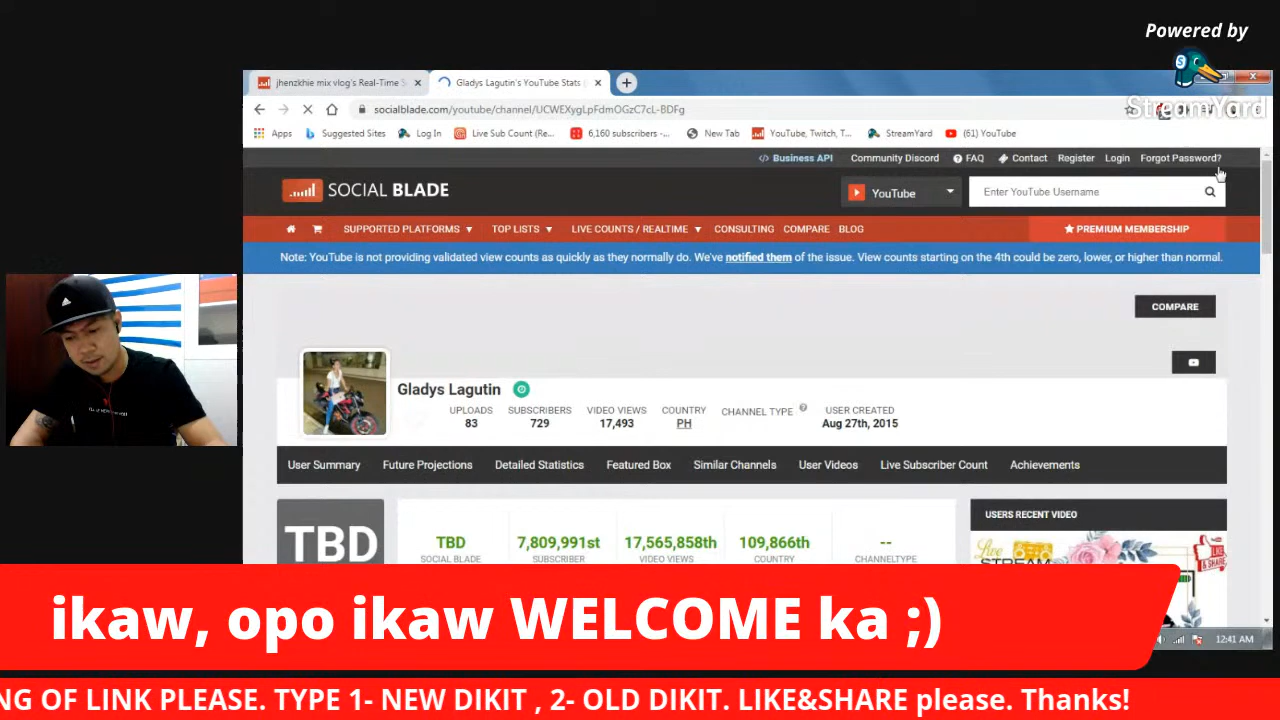 Powered by
StreamYard
jhenzkhie mix vlog's Real-Time S
Gladys Lagutin's YouTube Stats
socialblade.com/youtube/channel/UCWEXygLpFdmOGzC7cL-BDFg
Apps
Suggested Sites
Log In
Live Sub Count (Re...
6,160 subscribers -...
New Tab
YouTube, Twitch, T...
StreamYard
(61) YouTube
</> Business API
Community Discord
FAQ
Contact
Register
Login
Forgot Password?
SOCIAL BLADE
YouTube
Enter YouTube Username
SUPPORTED PLATFORMS
TOP LISTS
LIVE COUNTS / REALTIME
CONSULTING
COMPARE
BLOG
PREMIUM MEMBERSHIP
Note: YouTube is not providing validated view counts as quickly as they normally do. We've notified them of the issue. View counts starting on the 4th could be zero, lower, or higher than normal.
COMPARE
Gladys Lagutin
UPLOADS
83
SUBSCRIBERS
729
VIDEO VIEWS
17,493
COUNTRY
PH
CHANNEL TYPE
USER CREATED
Aug 27th, 2015
User Summary
Future Projections
Detailed Statistics
Featured Box
Similar Channels
User Videos
Live Subscriber Count
Achievements
TBD
TBD
SOCIAL BLADE
7,809,991st
SUBSCRIBER
17,565,858th
VIDEO VIEWS
109,866th
COUNTRY
--
CHANNELTYPE
USERS RECENT VIDEO
Live
STREAM
LIKE
& SHARE
ikaw, opo ikaw WELCOME ka ;)
12:41 AM
NG OF LINK PLEASE. TYPE 1- NEW DIKIT , 2- OLD DIKIT. LIKE&SHARE please. Thanks!